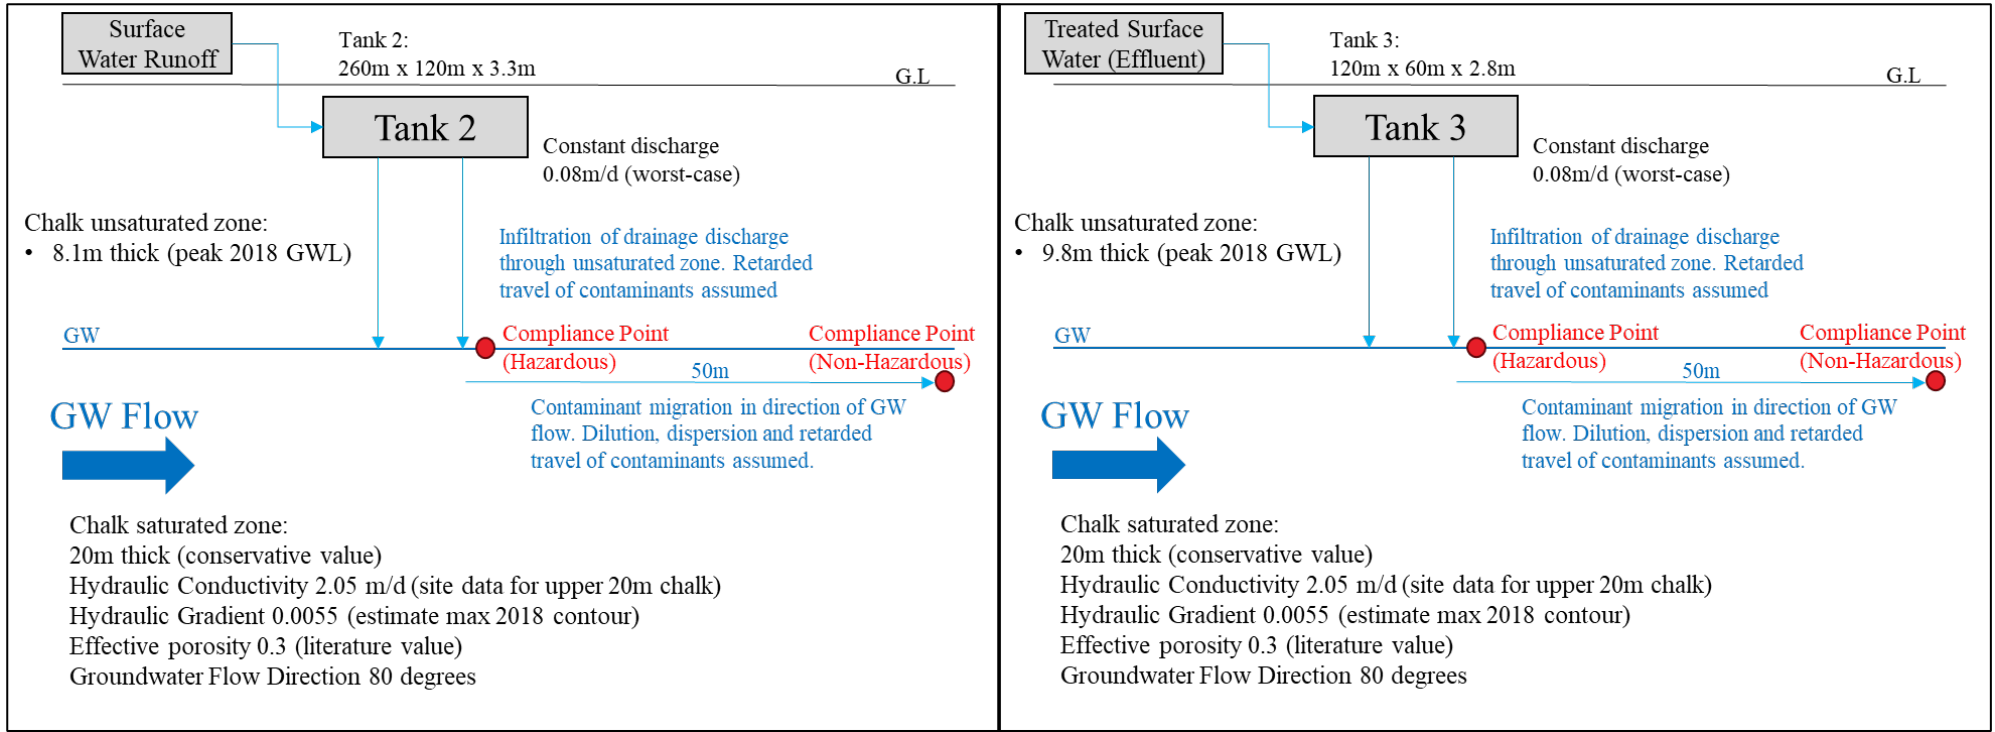 Surface
Water Runoff
Tank 2:
260m x 120m x 3.3m
G.L
Tank 2
Constant discharge
0.08m/d (worst-case)
Chalk unsaturated zone:
• 8.1m thick (peak 2018 GWL)
Infiltration of drainage discharge
through unsaturated zone. Retarded
travel of contaminants assumed
GW
Compliance Point
(Hazardous)
Compliance Point
(Non-Hazardous)
50m
GW Flow
Contaminant migration in direction of GW
flow. Dilution, dispersion and retarded
travel of contaminants assumed.
Chalk saturated zone:
20m thick (conservative value)
Hydraulic Conductivity 2.05 m/d (site data for upper 20m chalk)
Hydraulic Gradient 0.0055 (estimate max 2018 contour)
Effective porosity 0.3 (literature value)
Groundwater Flow Direction 80 degrees
Treated Surface
Water (Effluent)
Tank 3:
120m x 60m x 2.8m
G.L
Tank 3
Constant discharge
0.08m/d (worst-case)
Chalk unsaturated zone:
• 9.8m thick (peak 2018 GWL)
Infiltration of drainage discharge
through unsaturated zone. Retarded
travel of contaminants assumed
GW
Compliance Point
(Hazardous)
Compliance Point
(Non-Hazardous)
50m
GW Flow
Contaminant migration in direction of GW
flow. Dilution, dispersion and retarded
travel of contaminants assumed.
Chalk saturated zone:
20m thick (conservative value)
Hydraulic Conductivity 2.05 m/d (site data for upper 20m chalk)
Hydraulic Gradient 0.0055 (estimate max 2018 contour)
Effective porosity 0.3 (literature value)
Groundwater Flow Direction 80 degrees